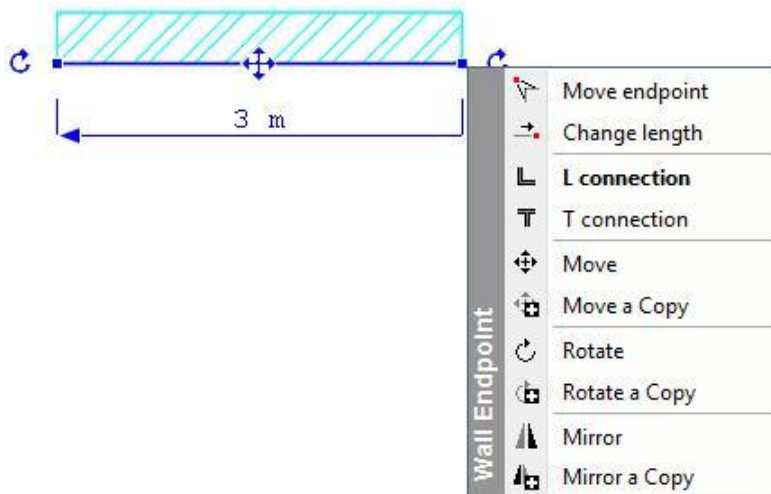 3 m
Move endpoint
Change length
L connection
T connection
Move
Move a Copy
Rotate
Rotate a Copy
Mirror
Mirror a Copy
Wall Endpoint